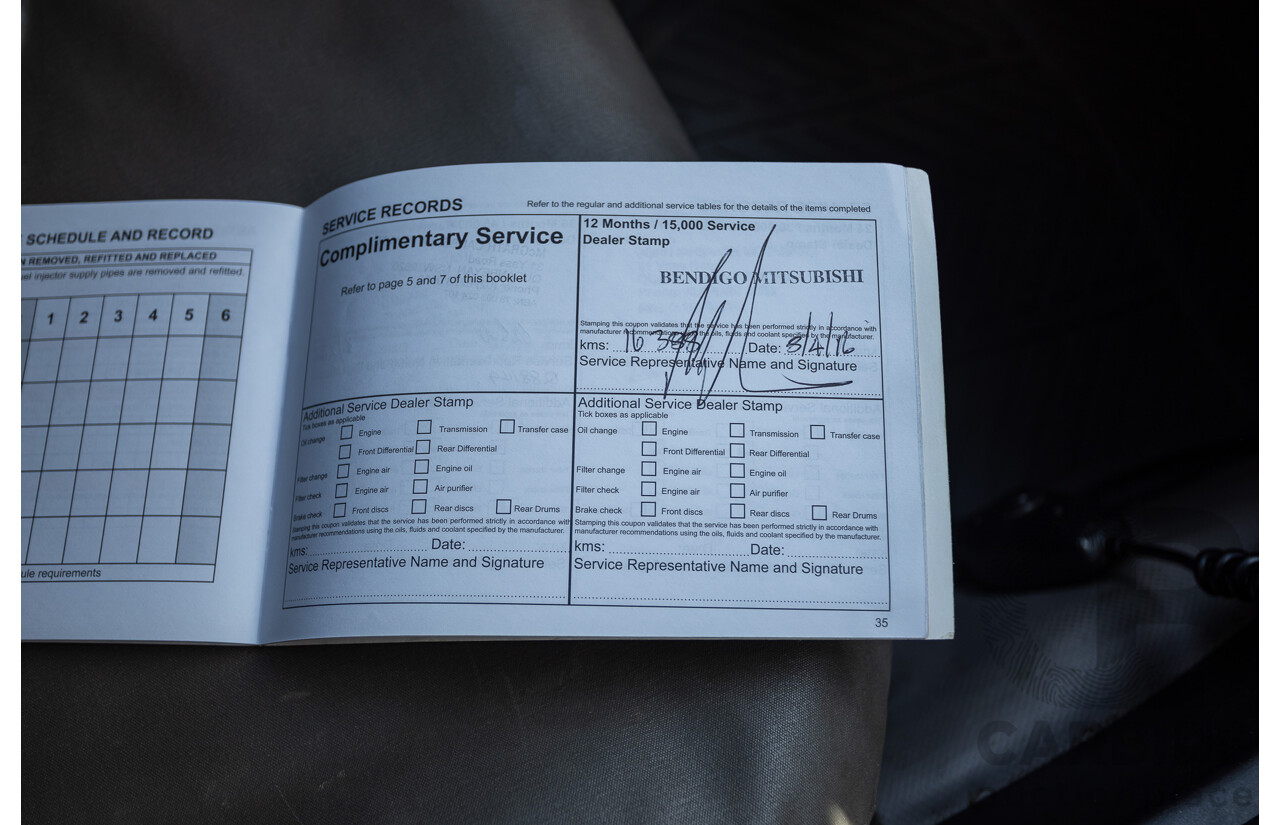 SCHEDULE AND RECORD
REMOVED, REFITTED AND REPLACED
injector supply pipes are removed and refitted.
1 2 3 4 5 6
requirements
SERVICE RECORDS
Refer to the regular and additional service tables for the details of the items completed
Complimentary Service
Refer to page 5 and 7 of this booklet
12 Months / 15,000 Service
Dealer Stamp
BENDIGO MITSUBISHI
Stamping this coupon validates that the service has been performed strictly in accordance with
manufacturer recommendations using the oils, fluids and coolant specified by the manufacturer.
kms: 16 388 Date: 8/4/16
Service Representative Name and Signature
Additional Service Dealer Stamp
Tick boxes as applicable
Oil change Engine Transmission Transfer case
Front Differential Rear Differential
Filter change Engine air Engine oil
Filter check Engine air Air purifier
Brake check Front discs Rear discs Rear Drums
Stamping this coupon validates that the service has been performed strictly in accordance with
manufacturer recommendations using the oils, fluids and coolant specified by the manufacturer.
kms: Date:
Service Representative Name and Signature
Additional Service Dealer Stamp
Tick boxes as applicable
Oil change Engine Transmission Transfer case
Front Differential Rear Differential
Filter change Engine air Engine oil
Filter check Engine air Air purifier
Brake check Front discs Rear discs Rear Drums
Stamping this coupon validates that the service has been performed strictly in accordance with
manufacturer recommendations using the oils, fluids and coolant specified by the manufacturer.
kms: Date:
Service Representative Name and Signature
35